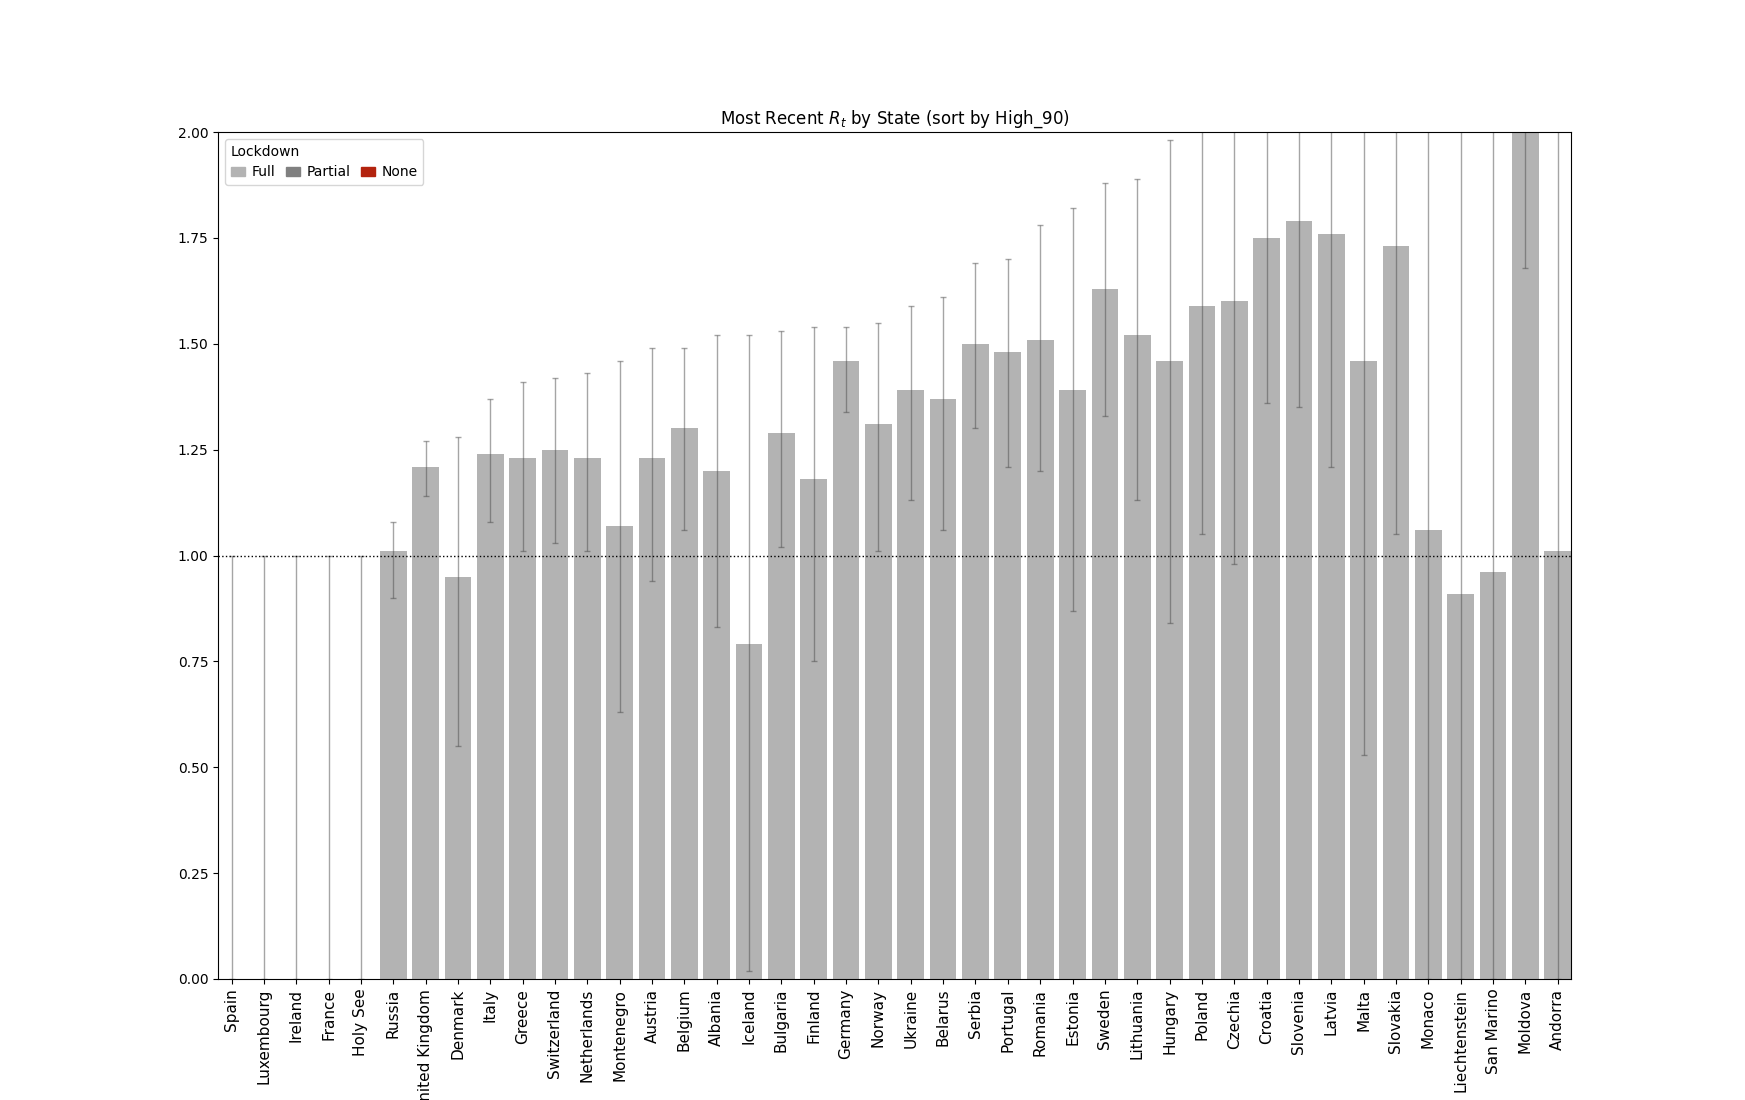 Most Recent R_t by State (sort by High_90)
Lockdown
Full Partial None
2.00
1.75
1.50
1.25
1.00
0.75
0.50
0.25
0.00
Spain
Luxembourg
Ireland
France
Holy See
Russia
nited Kingdom
Denmark
Italy
Greece
Switzerland
Netherlands
Montenegro
Austria
Belgium
Albania
Iceland
Bulgaria
Finland
Germany
Norway
Ukraine
Belarus
Serbia
Portugal
Romania
Estonia
Sweden
Lithuania
Hungary
Poland
Czechia
Croatia
Slovenia
Latvia
Malta
Slovakia
Monaco
Liechtenstein
San Marino
Moldova
Andorra